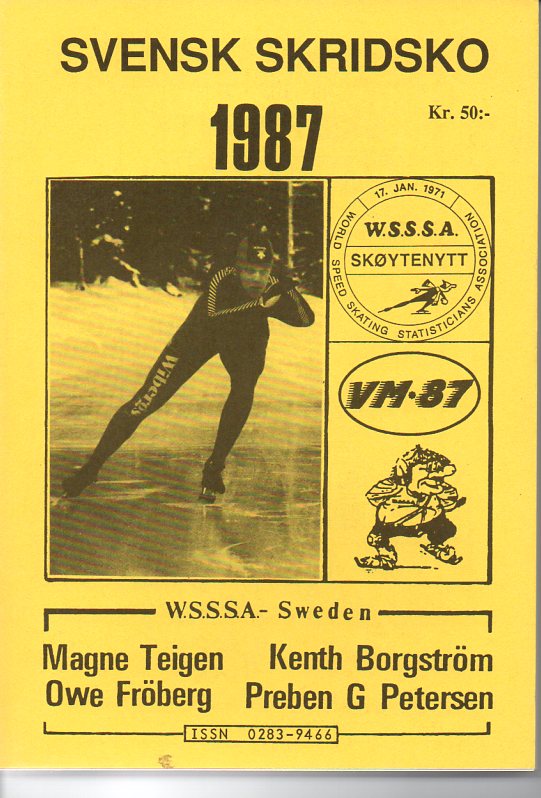 SVENSK SKRIDSKO
1987
Kr. 50:-
Wibergs
17. JAN. 1971
W.S.S.S.A.
SKØYTENYTT
WORLD SPEED SKATING STATISTICIANS ASSOCIATION
VM·87
W.S.S.S.A.- Sweden
Magne Teigen Kenth Borgström
Owe Fröberg Preben G Petersen
ISSN 0283-9466